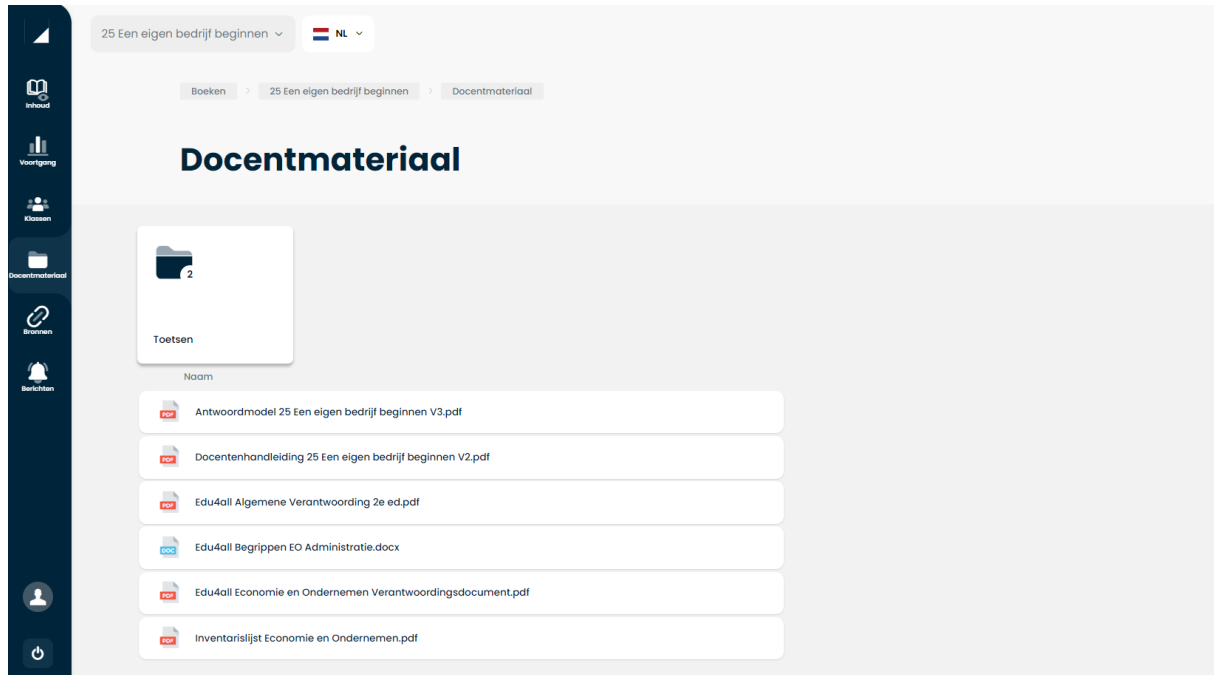 25 Een eigen bedrijf beginnen
NL
Inhoud
Voortgang
Klassen
Docentmateriaal
Bronnen
Berichten
Boeken
25 Een eigen bedrijf beginnen
Docentmateriaal
Docentmateriaal
2
Toetsen
Naam
PDF Antwoordmodel 25 Een eigen bedrijf beginnen V3.pdf
PDF Docentenhandleiding 25 Een eigen bedrijf beginnen V2.pdf
PDF Edu4all Algemene Verantwoording 2e ed.pdf
DOC Edu4all Begrippen EO Administratie.docx
PDF Edu4all Economie en Ondernemen Verantwoordingsdocument.pdf
PDF Inventarislijst Economie en Ondernemen.pdf